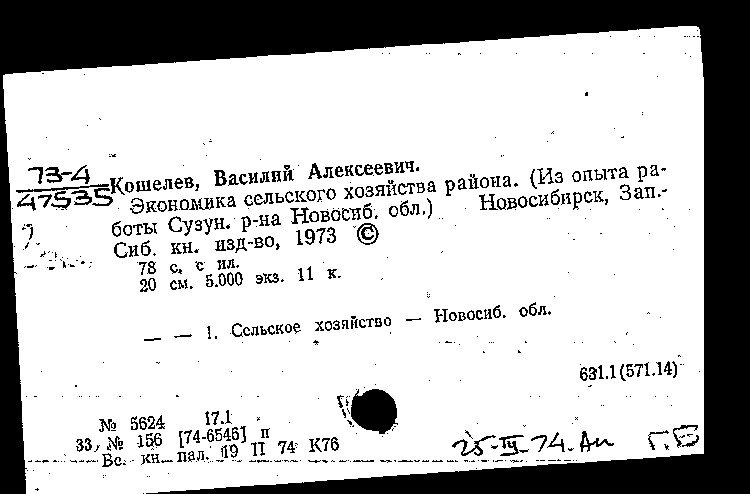 73-4
47535
Кошелев, Василий Алексеевич.
Экономика сельского хозяйства района. (Из опыта ра-
боты Сузун. р-на Новосиб. обл.) Новосибирск, Зап.-
Сиб. кн. изд-во, 1973 ©
78 с. с ил.
20 см. 5.000 экз. 11 к.
— — 1. Сельское хозяйство — Новосиб. обл.
631.1(571.14)
№ 5624 17.1
33, № 156 [74-6546] п
Вс. кн. пал. 19 II 74 К76
25-IV-74. Ан Г.Б